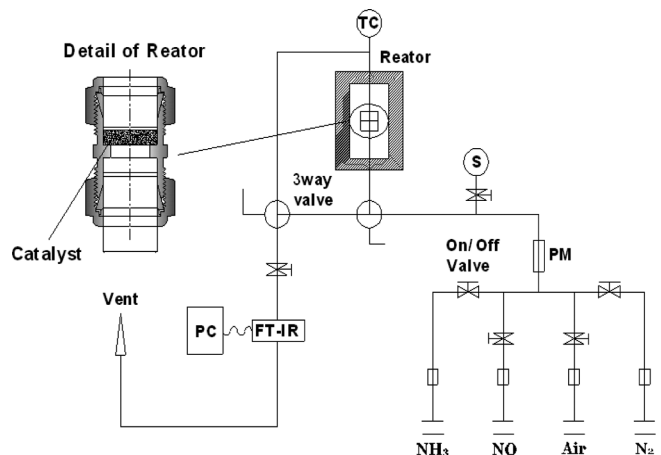 TC
Detail of Reator
Reator
S
3way
valve
Catalyst
On/ Off
Valve
PM
Vent
PC
FT-IR
NH₃
NO
Air
N₂